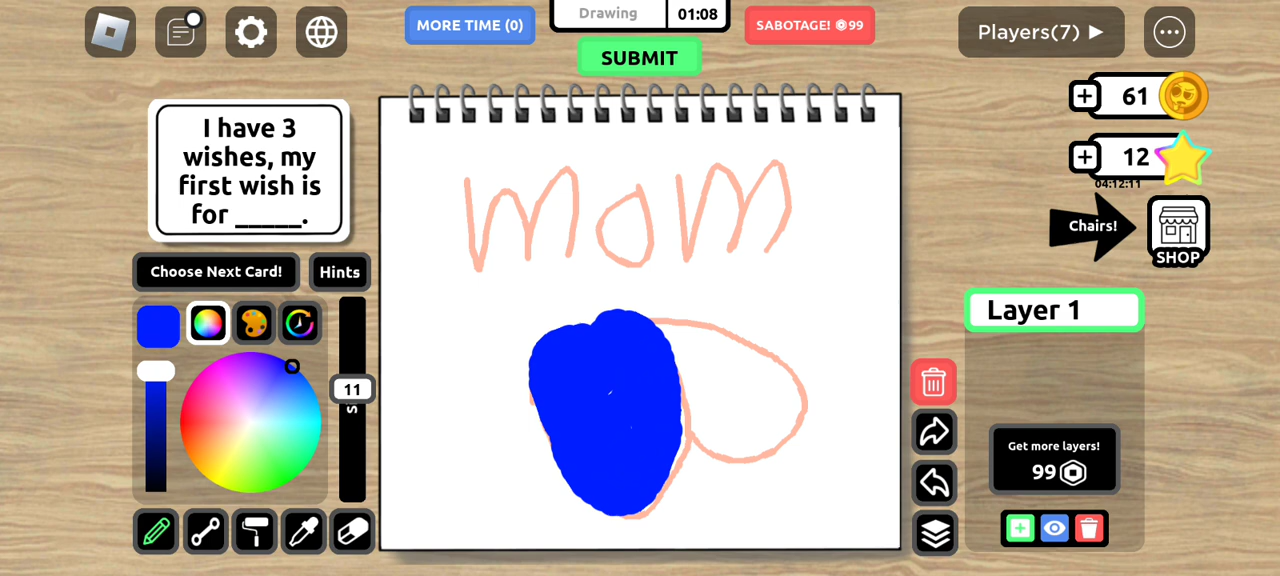 MORE TIME (0)
Drawing
01:08
SABOTAGE! 99
SUBMIT
Players(7)
61
12
04:12:11
Chairs!
SHOP
I have 3
wishes, my
first wish is
for _____.
Choose Next Card!
Hints
11
mom
Layer 1
Get more layers!
99